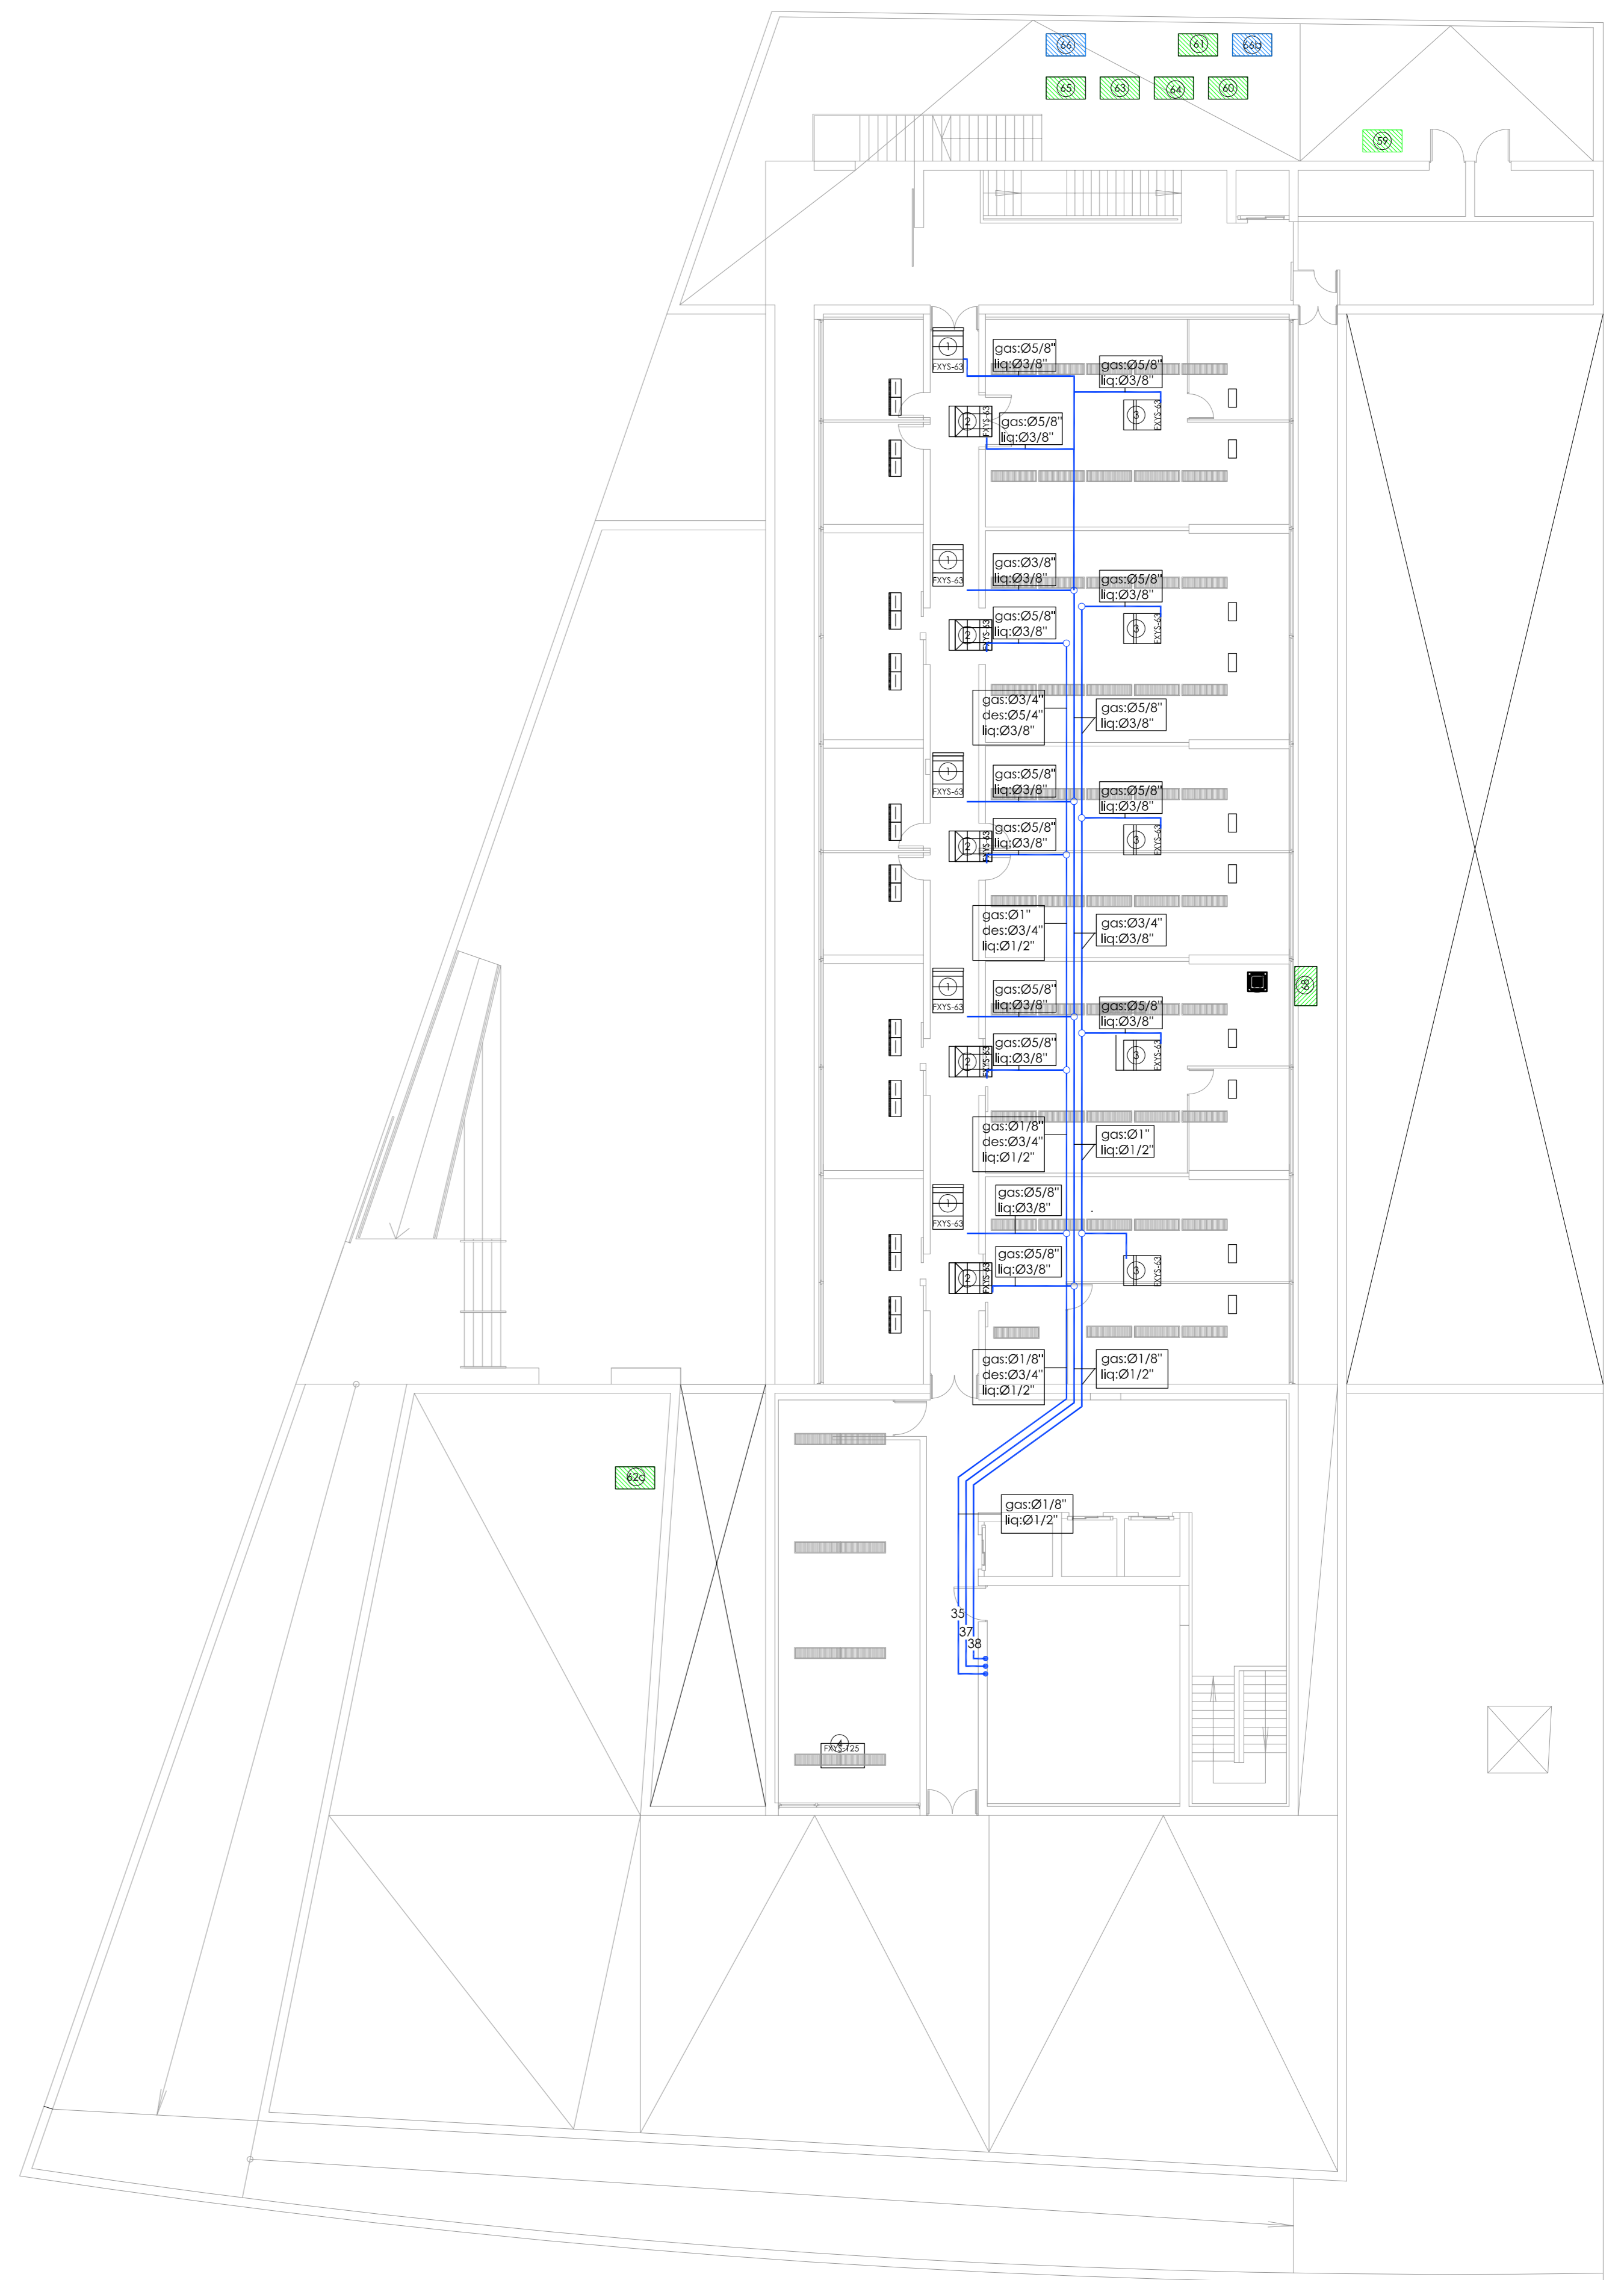 66
61
66b
65
63
64
60
59
1
FXYS-63
gas:Ø5/8"
liq:Ø3/8"
gas:Ø5/8"
liq:Ø3/8"
2
FXYS-63
gas:Ø5/8"
liq:Ø3/8"
3
FXYS-63
1
FXYS-63
gas:Ø3/8"
liq:Ø3/8"
gas:Ø5/8"
liq:Ø3/8"
2
FXYS-63
gas:Ø5/8"
liq:Ø3/8"
3
FXYS-63
gas:Ø3/4"
des:Ø5/4"
liq:Ø3/8"
gas:Ø5/8"
liq:Ø3/8"
1
FXYS-63
gas:Ø5/8"
liq:Ø3/8"
gas:Ø5/8"
liq:Ø3/8"
2
FXYS-63
gas:Ø5/8"
liq:Ø3/8"
3
FXYS-63
gas:Ø1"
des:Ø3/4"
liq:Ø1/2"
gas:Ø3/4"
liq:Ø3/8"
1
FXYS-63
gas:Ø5/8"
liq:Ø3/8"
gas:Ø5/8"
liq:Ø3/8"
68
2
FXYS-63
gas:Ø5/8"
liq:Ø3/8"
3
FXYS-63
gas:Ø1/8"
des:Ø3/4"
liq:Ø1/2"
gas:Ø1"
liq:Ø1/2"
1
FXYS-63
gas:Ø5/8"
liq:Ø3/8"
2
FXYS-63
gas:Ø5/8"
liq:Ø3/8"
3
FXYS-63
gas:Ø1/8"
des:Ø3/4"
liq:Ø1/2"
gas:Ø1/8"
liq:Ø1/2"
62a
gas:Ø1/8"
liq:Ø1/2"
35
37
38
4
FXYS-125